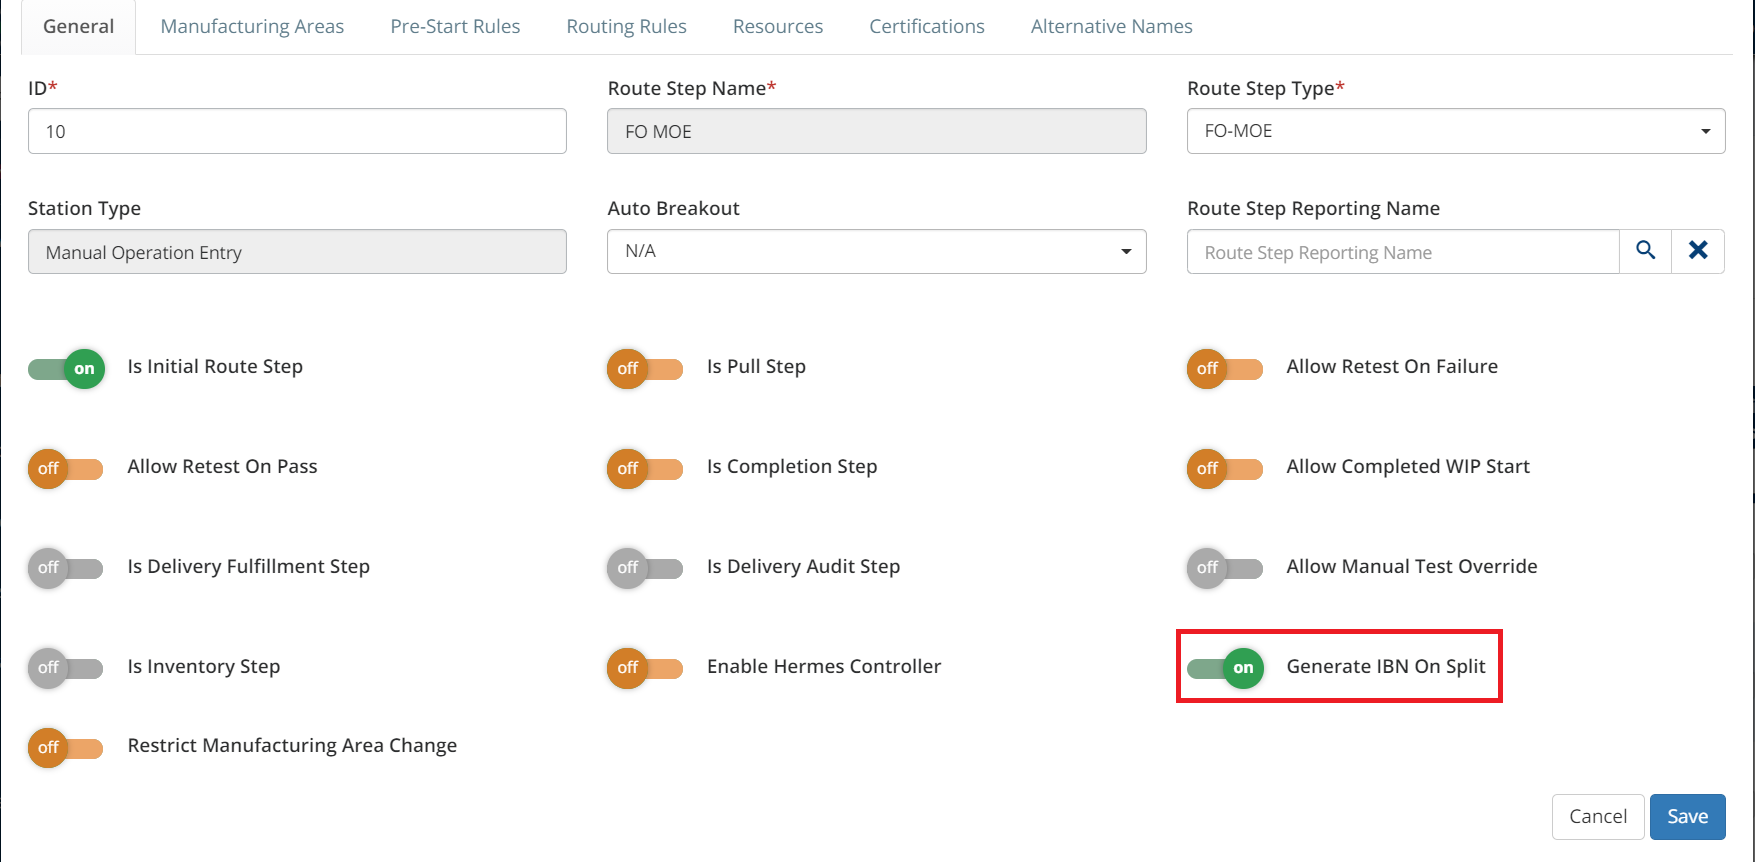 General Manufacturing Areas Pre-Start Rules Routing Rules Resources Certifications Alternative Names
ID* Route Step Name* Route Step Type*
10 FO MOE FO-MOE
Station Type Auto Breakout Route Step Reporting Name
Manual Operation Entry N/A Route Step Reporting Name
on Is Initial Route Step off Is Pull Step off Allow Retest On Failure
off Allow Retest On Pass off Is Completion Step off Allow Completed WIP Start
off Is Delivery Fulfillment Step off Is Delivery Audit Step off Allow Manual Test Override
off Is Inventory Step off Enable Hermes Controller on Generate IBN On Split
off Restrict Manufacturing Area Change
Cancel Save